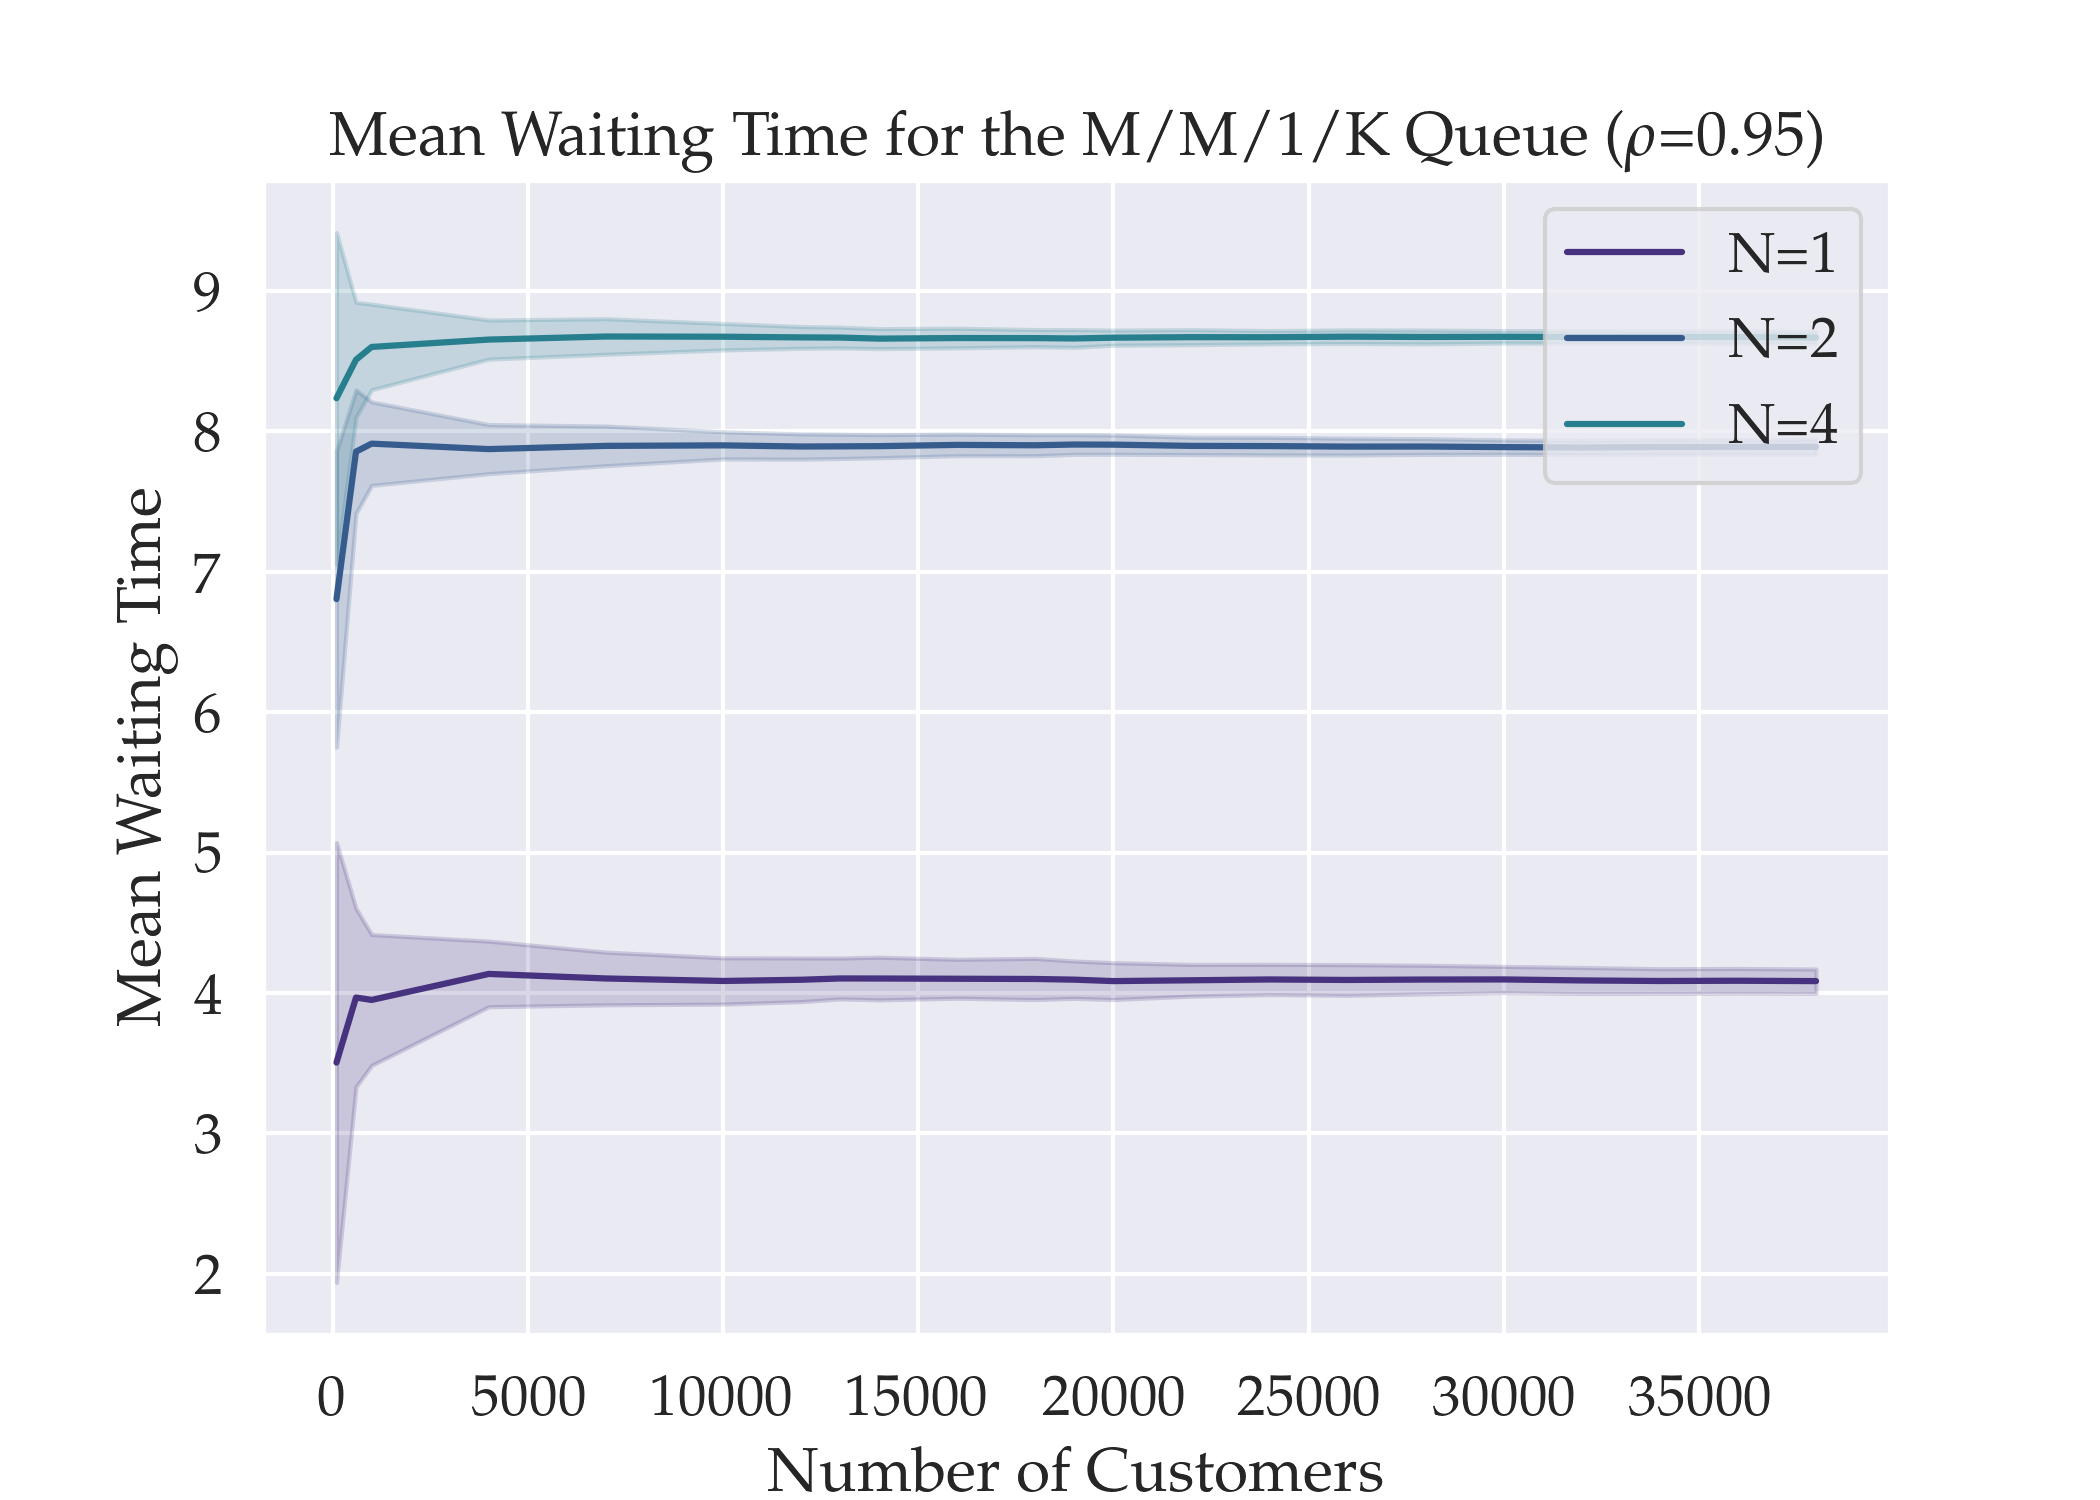 Mean Waiting Time for the M/M/1/K Queue (ρ=0.95)
N=1
N=2
N=4
Mean Waiting Time
9
8
7
6
5
4
3
2
0 5000 10000 15000 20000 25000 30000 35000
Number of Customers